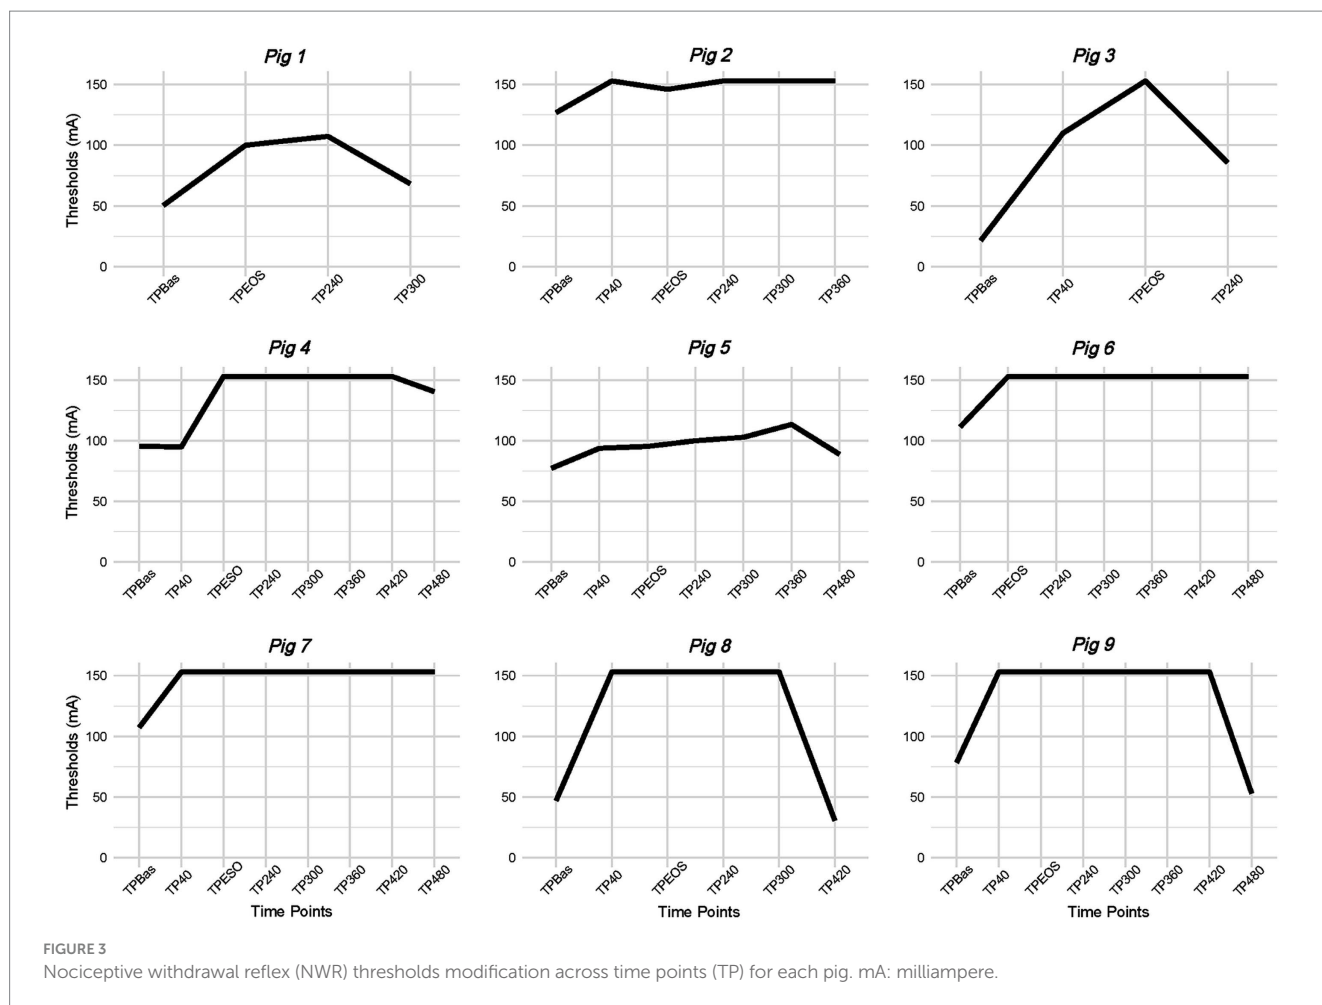 Pig 1
Pig 2
Pig 3
Thresholds (mA)
150
100
50
0
TPBas
TPEOS
TP240
TP300
150
100
50
0
TPBas
TP40
TPEOS
TP240
TP300
TP360
150
100
50
0
TPBas
TP40
TPEOS
TP240
Pig 4
Pig 5
Pig 6
Thresholds (mA)
150
100
50
0
TPBas
TP40
TPESO
TP240
TP300
TP360
TP420
TP480
150
100
50
0
TPBas
TP40
TPEOS
TP240
TP300
TP360
TP480
150
100
50
0
TPBas
TPEOS
TP240
TP300
TP360
TP420
TP480
Pig 7
Pig 8
Pig 9
Thresholds (mA)
150
100
50
0
TPBas
TP40
TPESO
TP240
TP300
TP360
TP420
TP480
Time Points
150
100
50
0
TPBas
TP40
TPEOS
TP240
TP300
TP420
Time Points
150
100
50
0
TPBas
TP40
TPEOS
TP240
TP300
TP360
TP420
TP480
Time Points
FIGURE 3
Nociceptive withdrawal reflex (NWR) thresholds modification across time points (TP) for each pig. mA: milliampere.